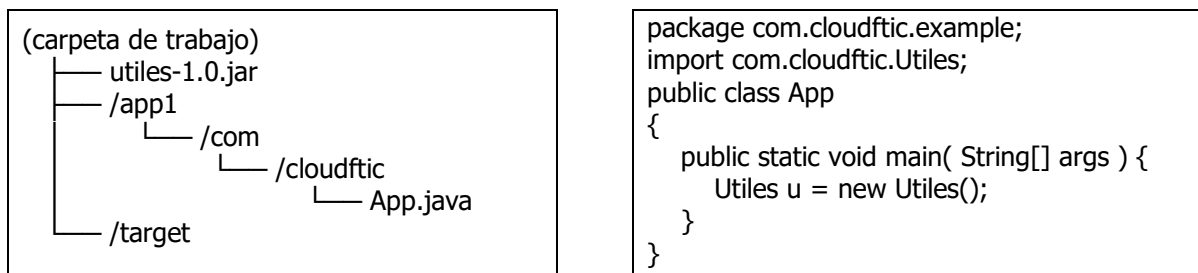 (carpeta de trabajo)
├── utiles-1.0.jar
├── /app1
│ └── /com
│ └── /cloudftic
│ └── App.java
└── /target
package com.cloudftic.example;
import com.cloudftic.Utiles;
public class App
{
public static void main( String[] args ) {
Utiles u = new Utiles();
}
}